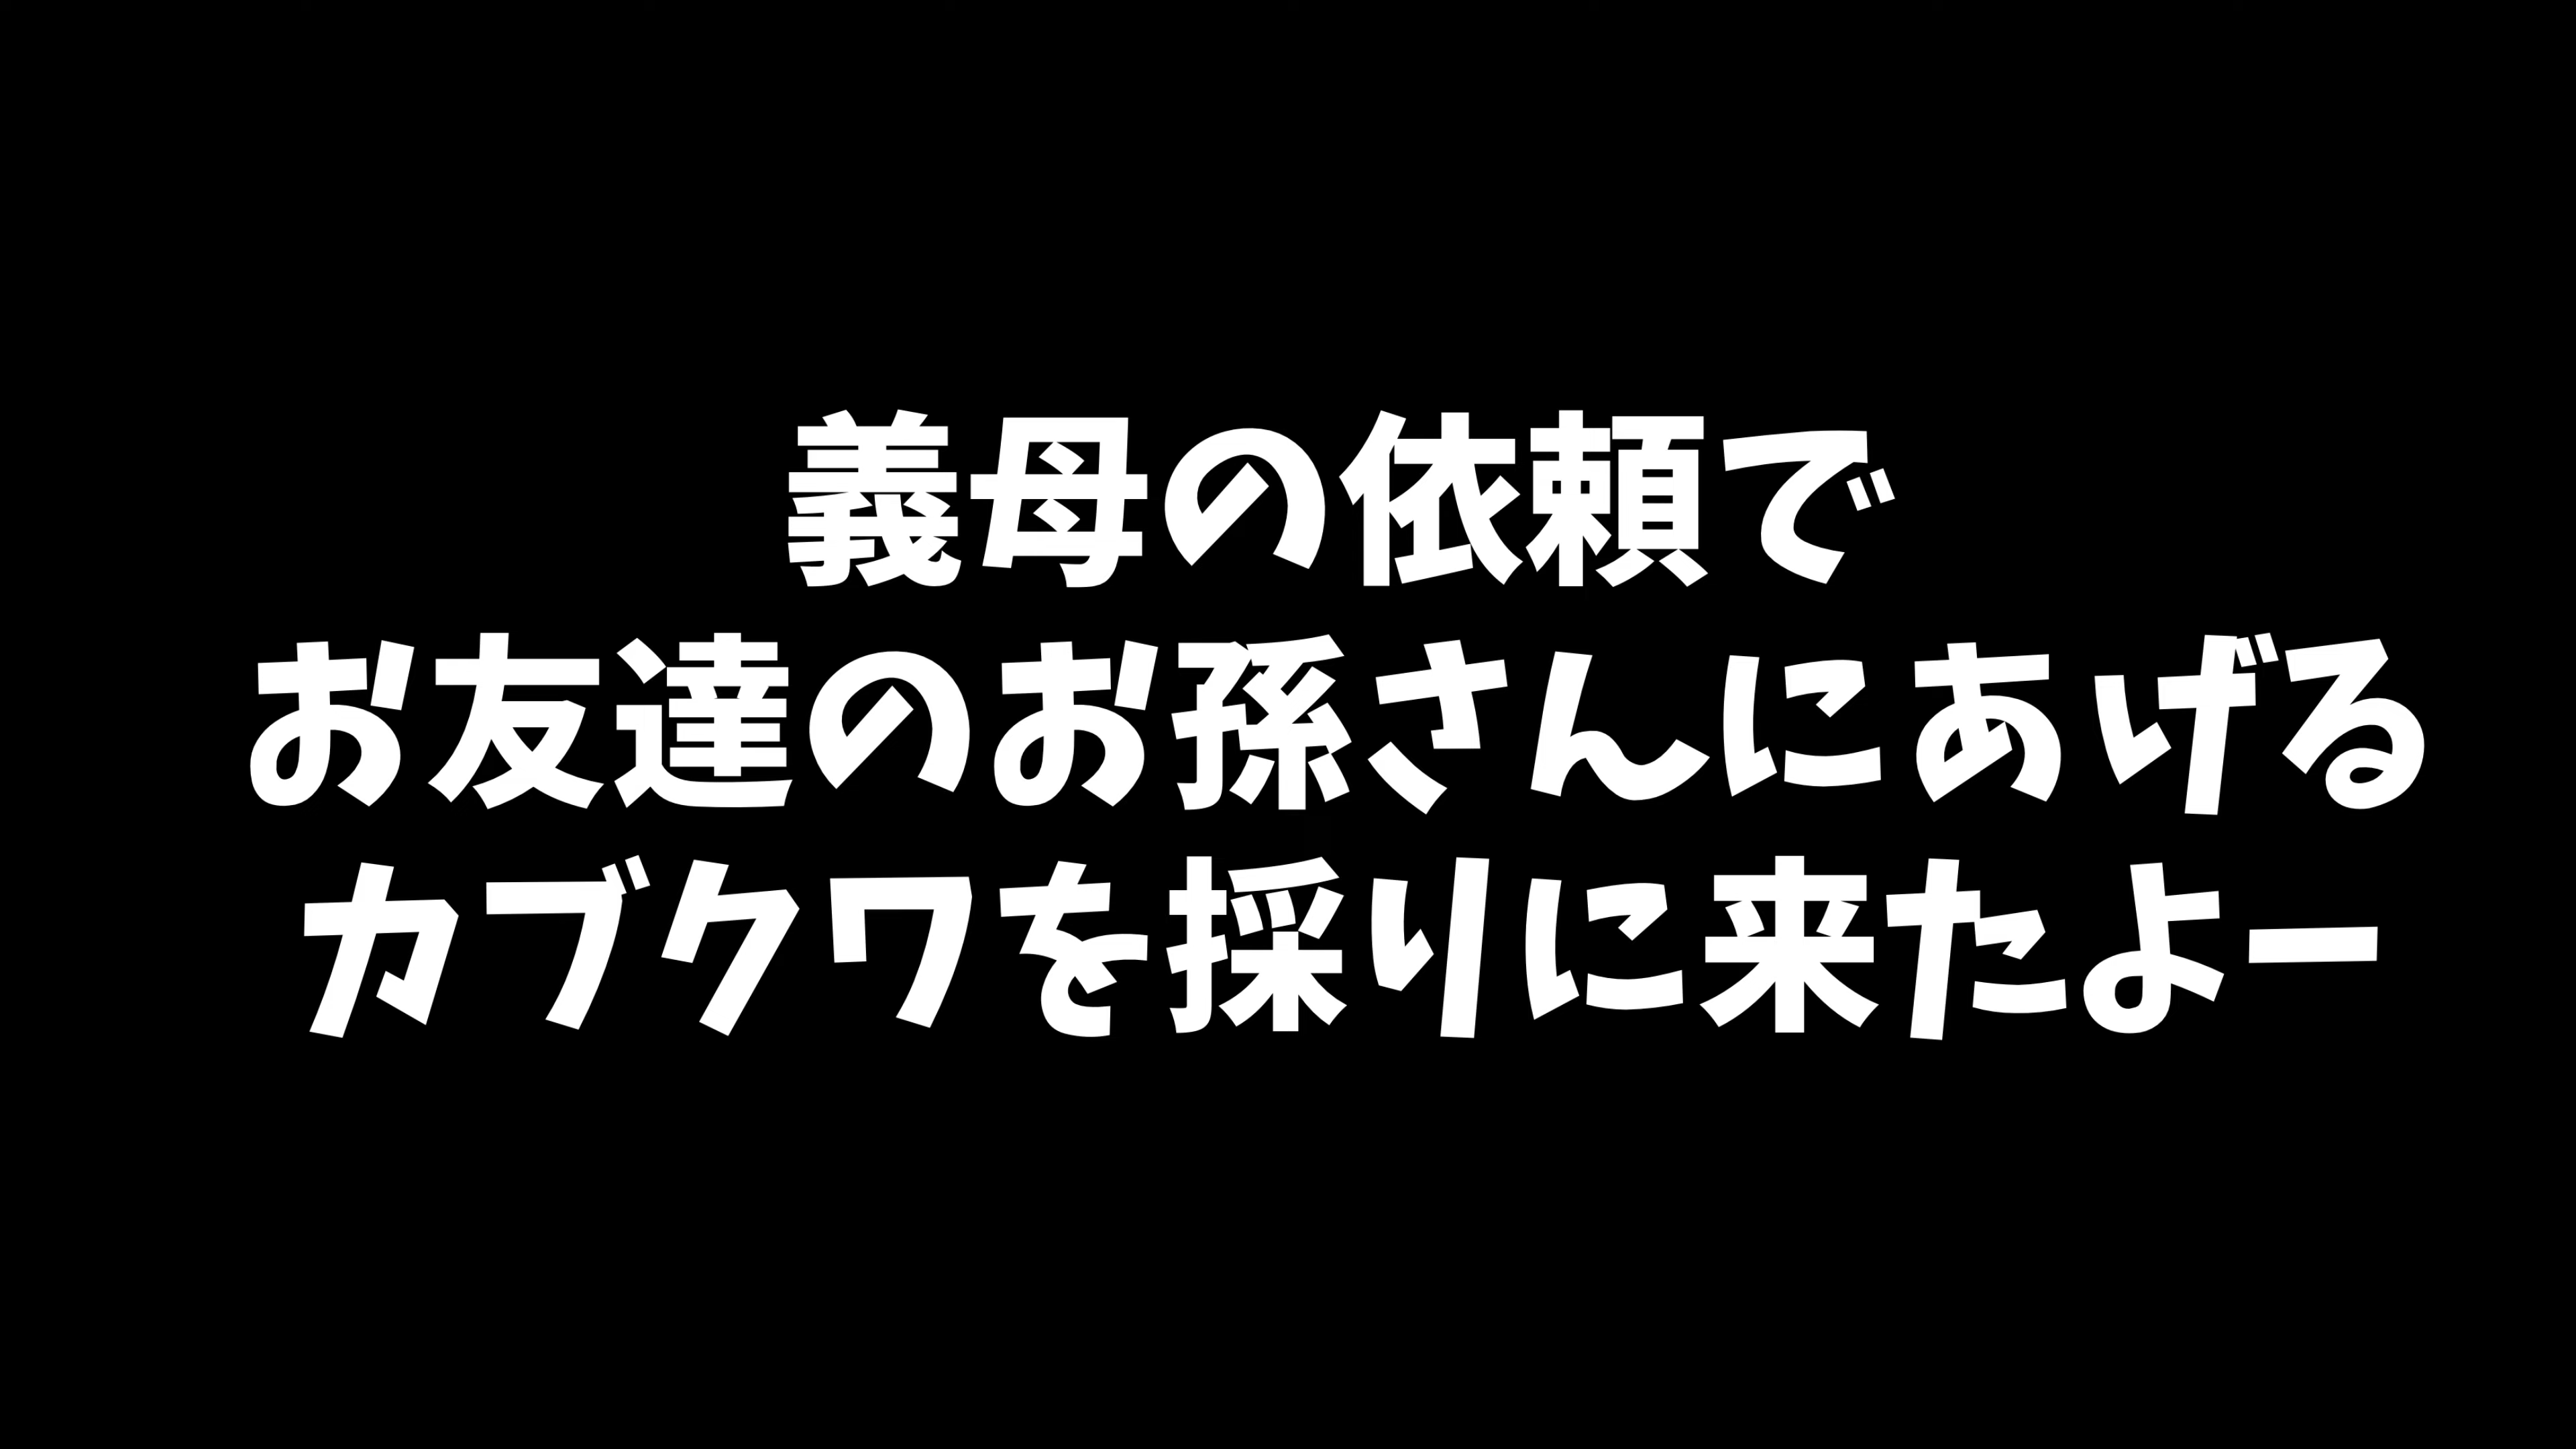 義母の依頼で
お友達のお孫さんにあげる
カブクワを採りに来たよー